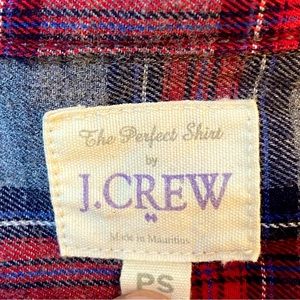 The Perfect Shirt
by
J.CREW
Made in Mauritius
PS